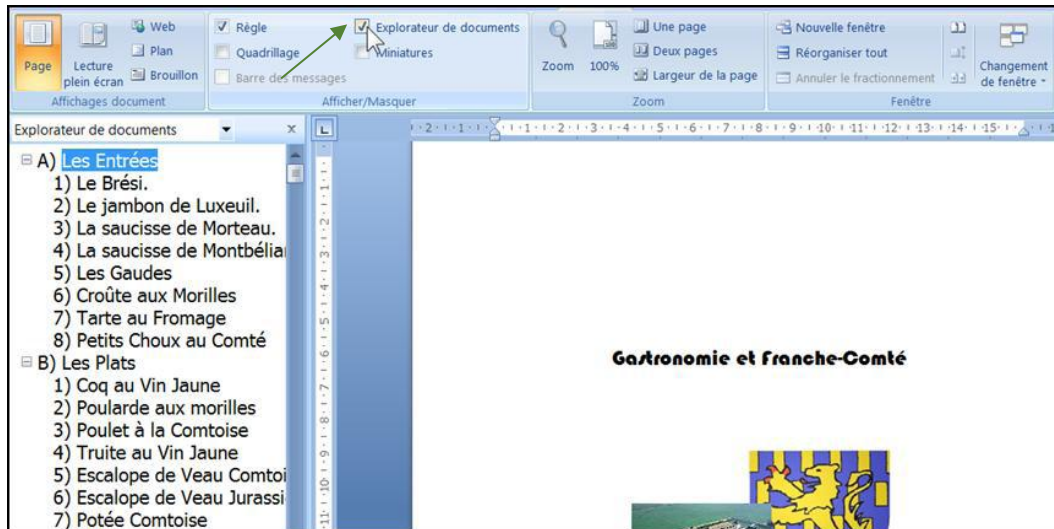 Page
Lecture
plein écran
Web
Plan
Brouillon
Affichages document
Règle
Quadrillage
Barre des messages
Explorateur de documents
Miniatures
Afficher/Masquer
Zoom
100%
Une page
Deux pages
Largeur de la page
Zoom
Nouvelle fenêtre
Réorganiser tout
Annuler le fractionnement
Changement
de fenêtre
Fenêtre
Explorateur de documents
A) Les Entrées
1) Le Brési.
2) Le jambon de Luxeuil.
3) La saucisse de Morteau.
4) La saucisse de Montbélia
5) Les Gaudes
6) Croûte aux Morilles
7) Tarte au Fromage
8) Petits Choux au Comté
B) Les Plats
1) Coq au Vin Jaune
2) Poularde aux morilles
3) Poulet à la Comtoise
4) Truite au Vin Jaune
5) Escalope de Veau Comtoi
6) Escalope de Veau Jurassi
7) Potée Comtoise
Gastronomie et Franche-Comté